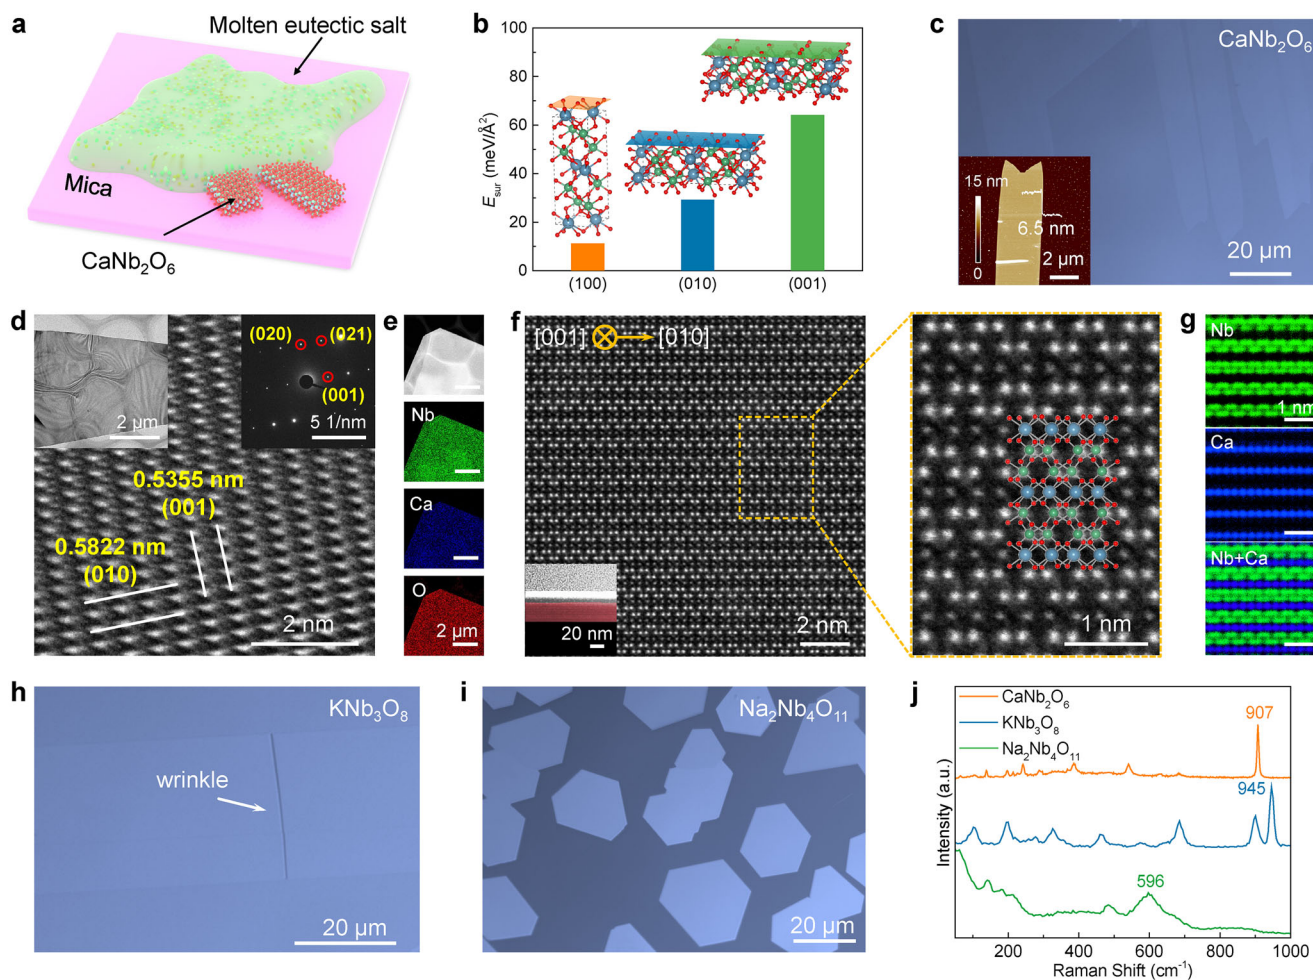 a
Molten eutectic salt
Mica
CaNb₂O₆
b
E_sur (meV/Å²)
100
80
60
40
20
0
(100)
(010)
(001)
c
CaNb₂O₆
15 nm
0
6.5 nm
2 μm
20 μm
d
2 μm
(020)
(021)
(001)
5 1/nm
0.5355 nm
(001)
0.5822 nm
(010)
2 nm
e
Nb
Ca
O
2 μm
f
[001]
[010]
20 nm
2 nm
1 nm
g
Nb
1 nm
Ca
Nb+Ca
h
KNb₃O₈
wrinkle
20 μm
i
Na₂Nb₄O₁₁
20 μm
j
CaNb₂O₆
KNb₃O₈
Na₂Nb₄O₁₁
907
945
596
Intensity (a.u.)
200
400
600
800
1000
Raman Shift (cm⁻¹)